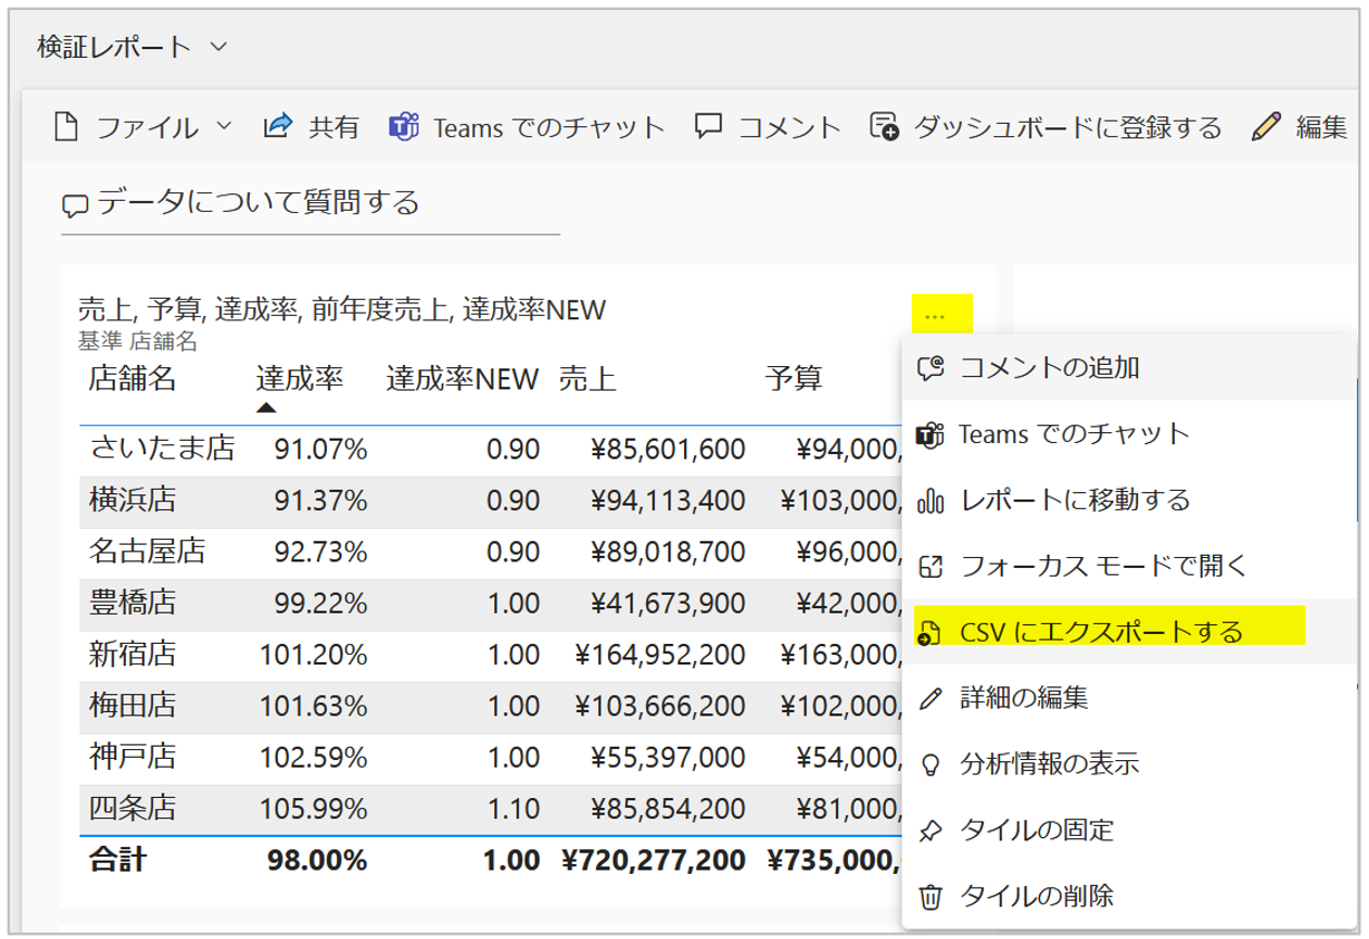 検証レポート
ファイル 共有 Teams でのチャット コメント ダッシュボードに登録する 編集
データについて質問する
売上, 予算, 達成率, 前年度売上, 達成率NEW
基準 店舗名
店舗名 達成率 達成率NEW 売上 予算
さいたま店 91.07% 0.90 ¥85,601,600 ¥94,000,
横浜店 91.37% 0.90 ¥94,113,400 ¥103,000,
名古屋店 92.73% 0.90 ¥89,018,700 ¥96,000,
豊橋店 99.22% 1.00 ¥41,673,900 ¥42,000,
新宿店 101.20% 1.00 ¥164,952,200 ¥163,000,
梅田店 101.63% 1.00 ¥103,666,200 ¥102,000,
神戸店 102.59% 1.00 ¥55,397,000 ¥54,000,
四条店 105.99% 1.10 ¥85,854,200 ¥81,000,
合計 98.00% 1.00 ¥720,277,200 ¥735,000,
...
コメントの追加
Teams でのチャット
レポートに移動する
フォーカス モードで開く
CSV にエクスポートする
詳細の編集
分析情報の表示
タイルの固定
タイルの削除